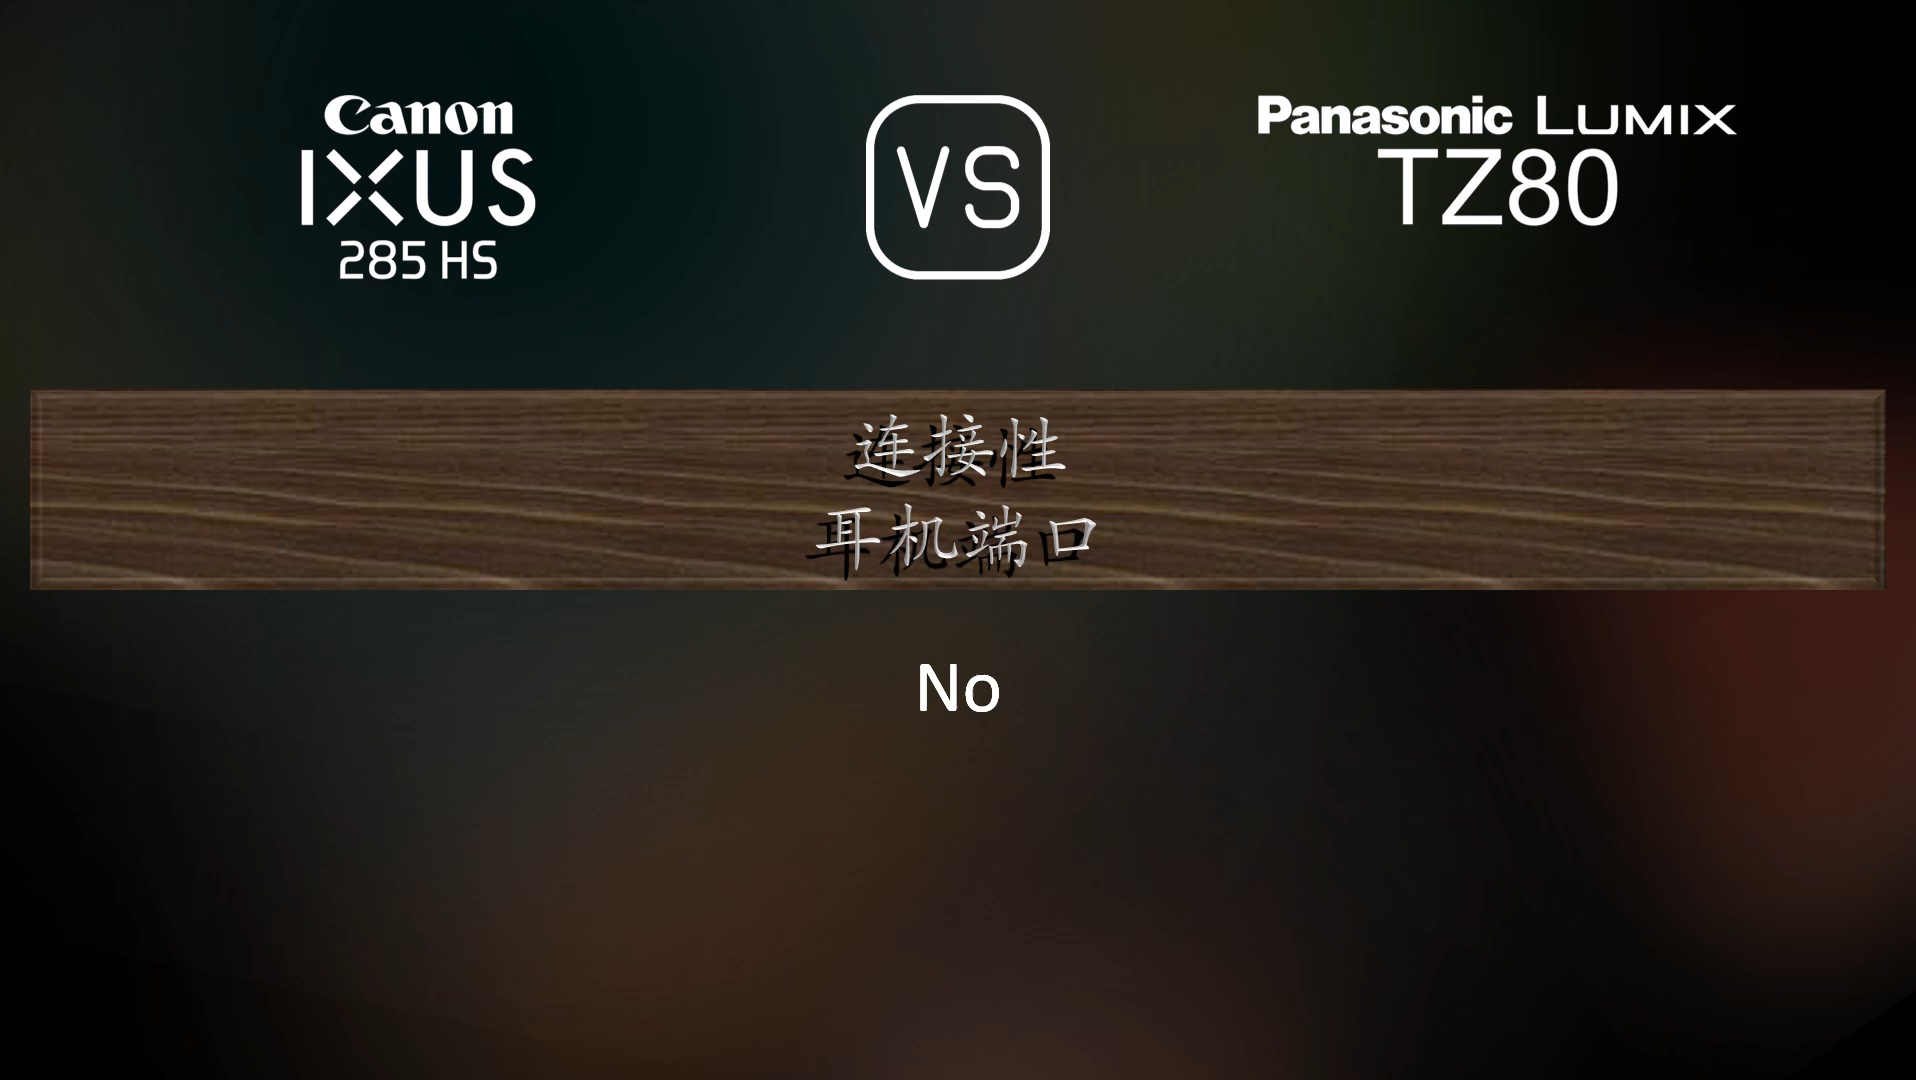 Canon
IXUS
285 HS
VS
Panasonic LUMIX
TZ80
连接性
耳机端口
No